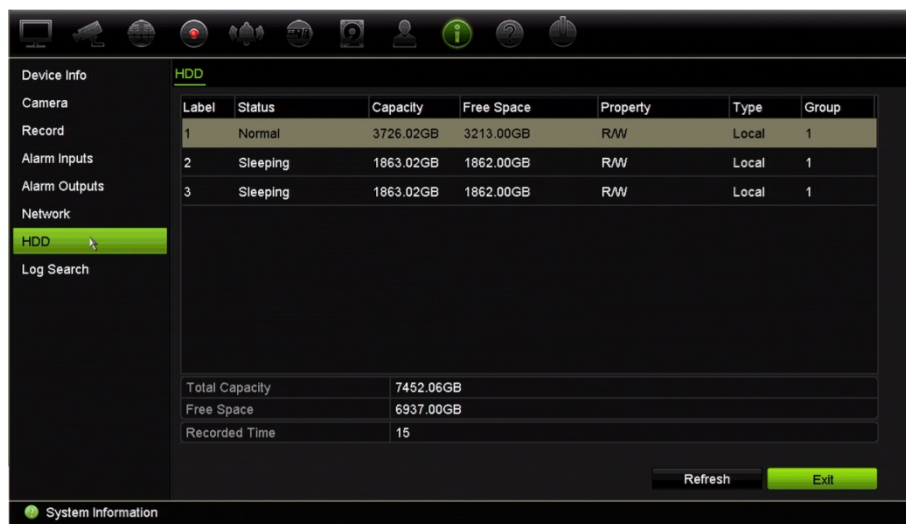 Device Info
Camera
Record
Alarm Inputs
Alarm Outputs
Network
HDD
Log Search
HDD
Label Status Capacity Free Space Property Type Group
1 Normal 3726.02GB 3213.00GB R/W Local 1
2 Sleeping 1863.02GB 1862.00GB R/W Local 1
3 Sleeping 1863.02GB 1862.00GB R/W Local 1
Total Capacity 7452.06GB
Free Space 6937.00GB
Recorded Time 15
Refresh Exit
System Information